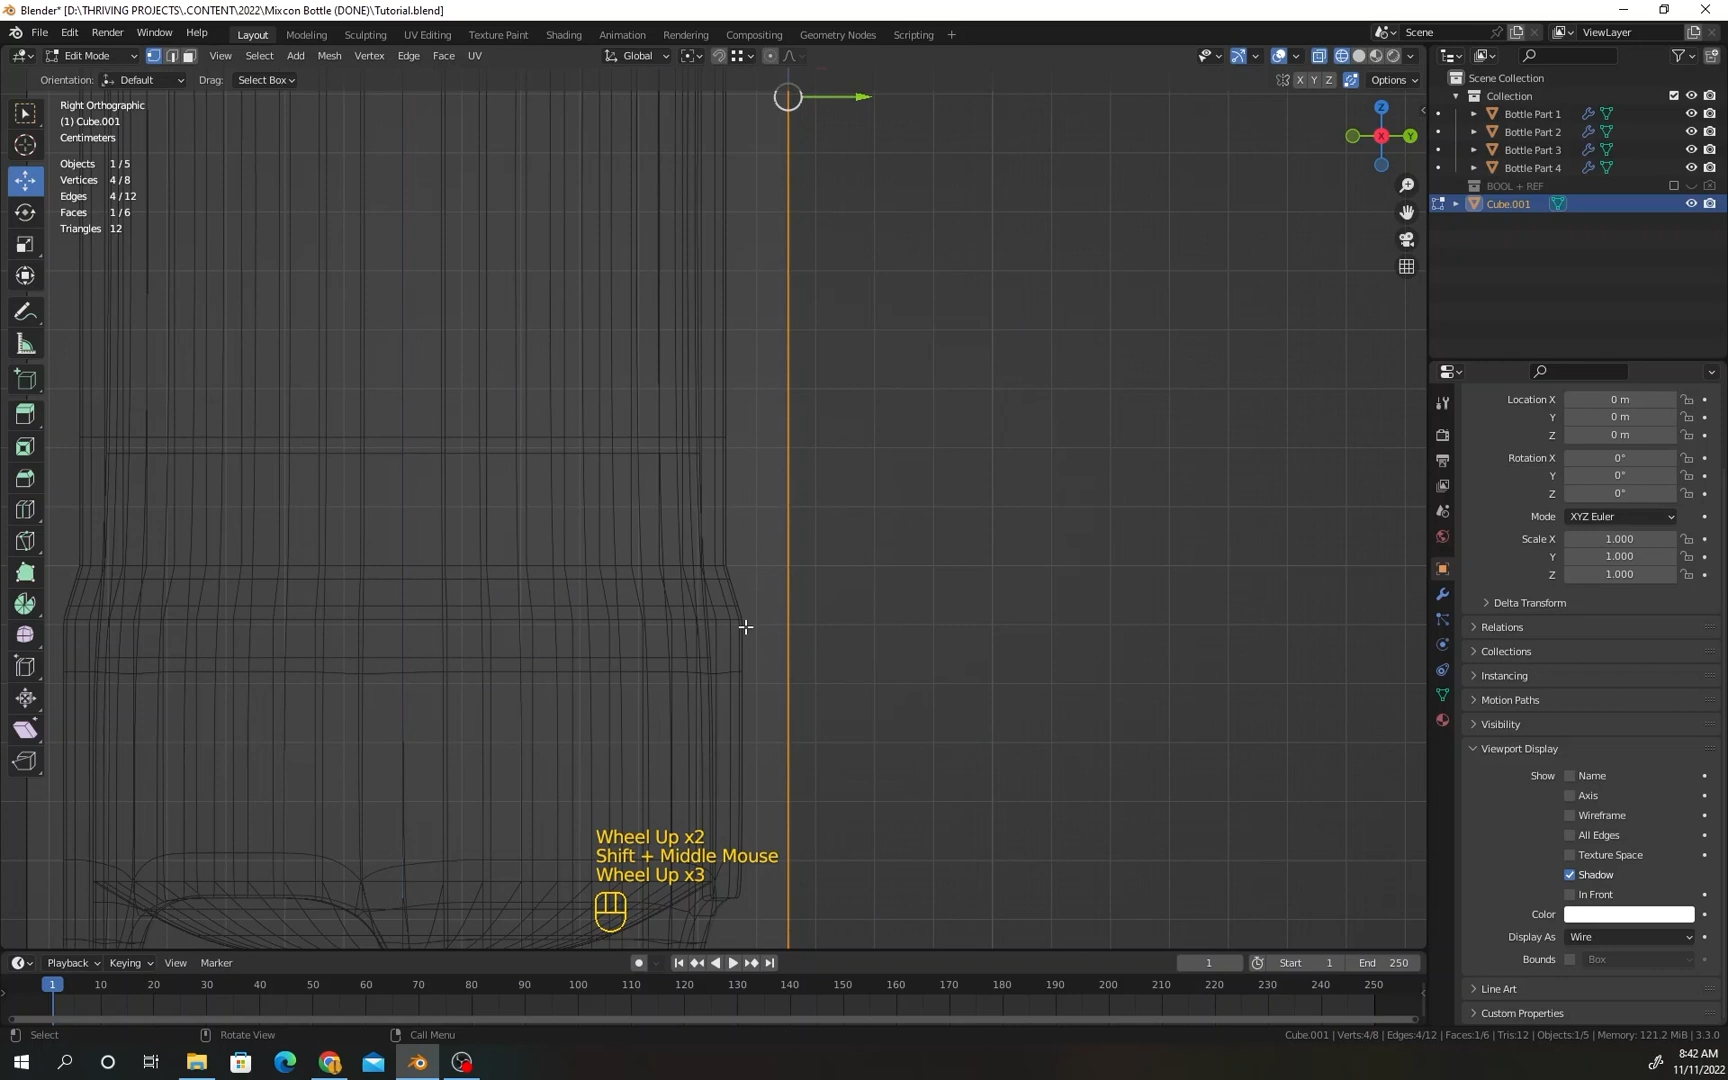 Blender* [D:\THRIVING PROJECTS\.CONTENT\2022\Mixcon Bottle (DONE)\Tutorial.blend]
File Edit Render Window Help Layout Modeling Sculpting UV Editing Texture Paint Shading Animation Rendering Compositing Geometry Nodes Scripting + Scene ViewLayer
Edit Mode View Select Add Mesh Vertex Edge Face UV Global
Orientation: Default Drag: Select Box X Y Z Options
Right Orthographic
(1) Cube.001
Centimeters
Objects 1/5
Vertices 4/8
Edges 4/12
Faces 1/6
Triangles 12
Z
X
Y
Wheel Up x2
Shift + Middle Mouse
Wheel Up x3
Scene Collection
Collection
Bottle Part 1
Bottle Part 2
Bottle Part 3
Bottle Part 4
BOOL + REF
Cube.001
Location X 0 m
Y 0 m
Z 0 m
Rotation X 0°
Y 0°
Z 0°
Mode XYZ Euler
Scale X 1.000
Y 1.000
Z 1.000
Delta Transform
Relations
Collections
Instancing
Motion Paths
Visibility
Viewport Display
Show Name
Axis
Wireframe
All Edges
Texture Space
Shadow
In Front
Color
Display As Wire
Bounds Box
Line Art
Custom Properties
Playback Keying View Marker 1 Start 1 End 250
1 10 20 30 40 50 60 70 80 90 100 110 120 130 140 150 160 170 180 190 200 210 220 230 240 250
Select Rotate View Call Menu Cube.001 | Verts:4/8 | Edges:4/12 | Faces:1/6 | Tris:12 | Objects:1/5 | Memory: 121.2 MiB | 3.3.0
8:42 AM
11/11/2022